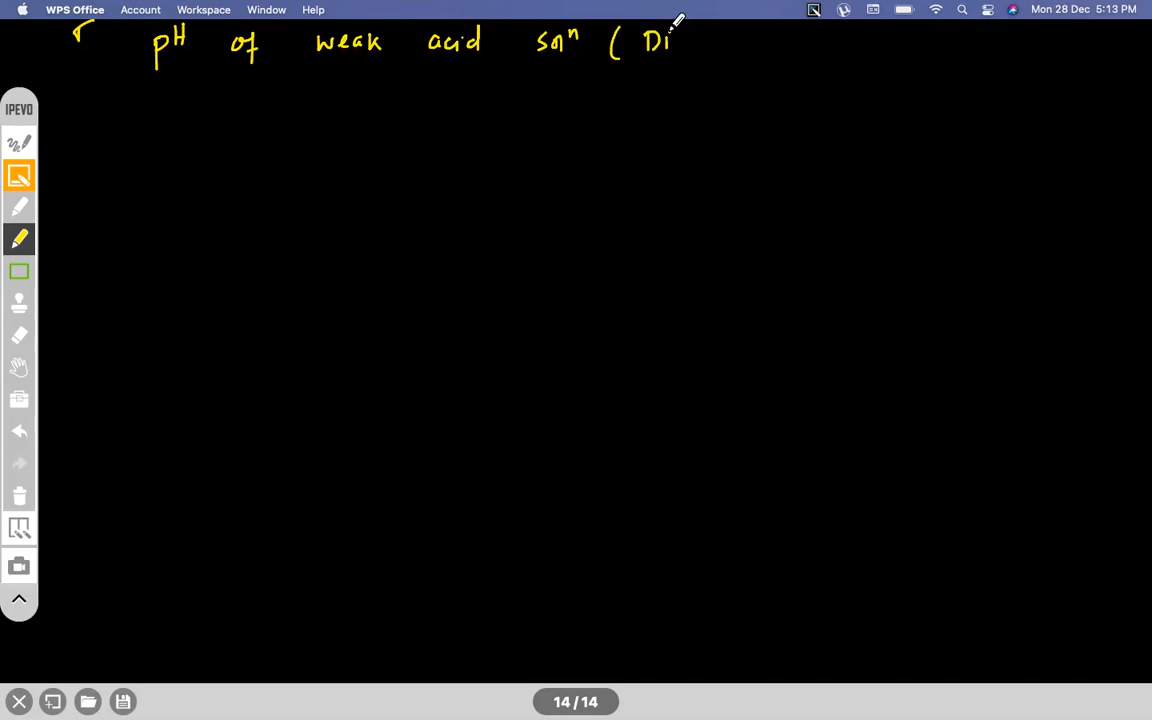 WPS Office Account Workspace Window Help Mon 28 Dec 5:13 PM
pH of weak acid solⁿ ( Di
IPEVO
14/14